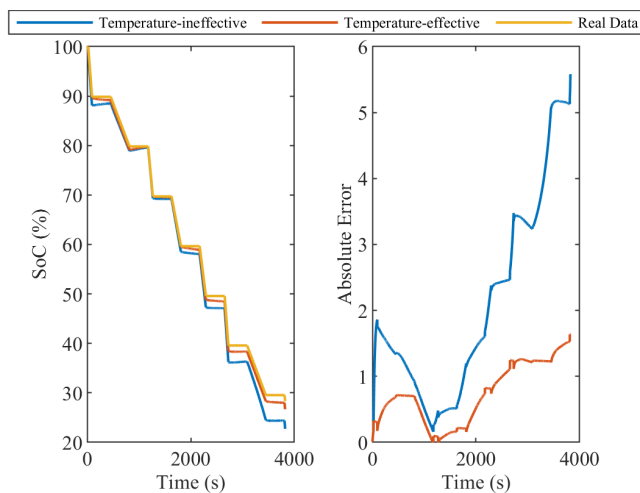 Temperature-ineffective Temperature-effective Real Data
100
90
80
70
60
50
40
30
20
SoC (%)
0 2000 4000
Time (s)
6
5
4
3
2
1
0
Absolute Error
0 2000 4000
Time (s)